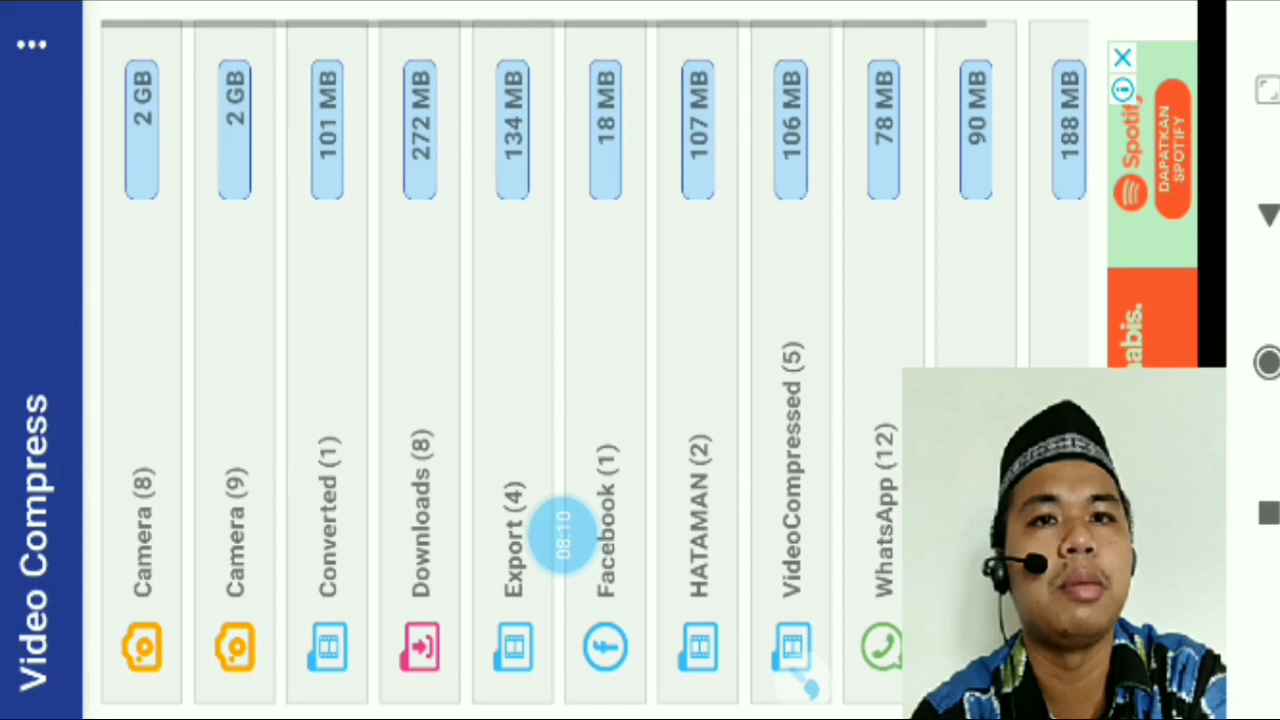 Video Compress
Camera (8) 2 GB
Camera (9) 2 GB
Converted (1) 101 MB
Downloads (8) 272 MB
Export (4) 134 MB
08:10
Facebook (1) 18 MB
HATAMAN (2) 107 MB
VideoCompressed (5) 106 MB
WhatsApp (12) 78 MB
90 MB
188 MB
Spotify
DAPATKAN
SPOTIFY